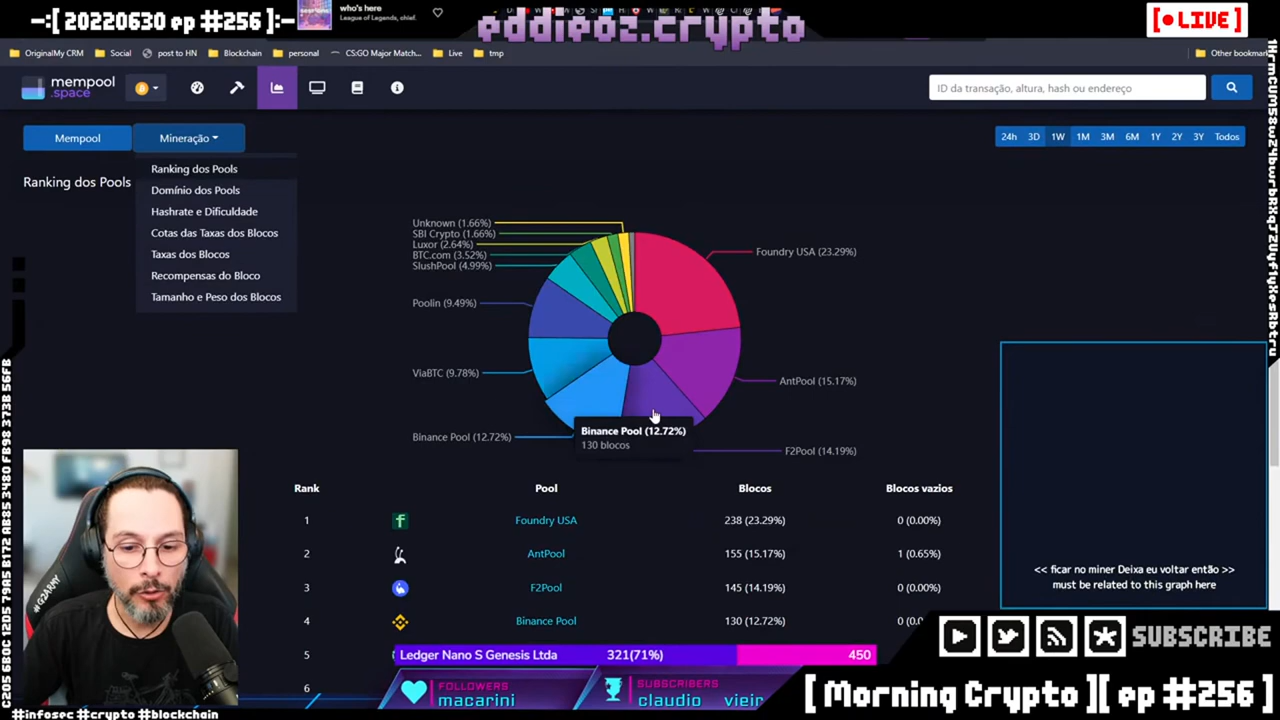 -:[ 20220630 ep #256 ]:-
who's here
League of Legends, chief.
eddieoz.crypto
[●LIVE]
OriginalMy CRM
Social
post to HN
Blockchain
personal
CS:GO Major Match...
Live
tmp
Other bookmar
mempool
.space
ID da transação, altura, hash ou endereço
Mempool
Mineração
24h 3D 1W 1M 3M 6M 1Y 2Y 3Y Todos
Ranking dos Pools
Ranking dos Pools
Domínio dos Pools
Hashrate e Dificuldade
Cotas das Taxas dos Blocos
Taxas dos Blocos
Recompensas do Bloco
Tamanho e Peso dos Blocos
Unknown (1.66%)
SBI Crypto (1.66%)
Luxor (2.64%)
BTC.com (3.52%)
SlushPool (4.99%)
Poolin (9.49%)
ViaBTC (9.78%)
Binance Pool (12.72%)
Foundry USA (23.29%)
AntPool (15.17%)
F2Pool (14.19%)
Binance Pool (12.72%)
130 blocos
Rank Pool Blocos Blocos vazios
1 Foundry USA 238 (23.29%) 0 (0.00%)
2 AntPool 155 (15.17%) 1 (0.65%)
3 F2Pool 145 (14.19%) 0 (0.00%)
4 Binance Pool 130 (12.72%) 0 (0.0
5
6
<< ficar no miner Deixa eu voltar então >>
must be related to this graph here
#G2ARMY
Ledger Nano S Genesis Ltda 321(71%) 450
FOLLOWERS
macarini
SUBSCRIBERS
claudio vieir
SUBSCRIBE
[ Morning Crypto ][ ep #256 ]
#infosec #crypto #blockchain